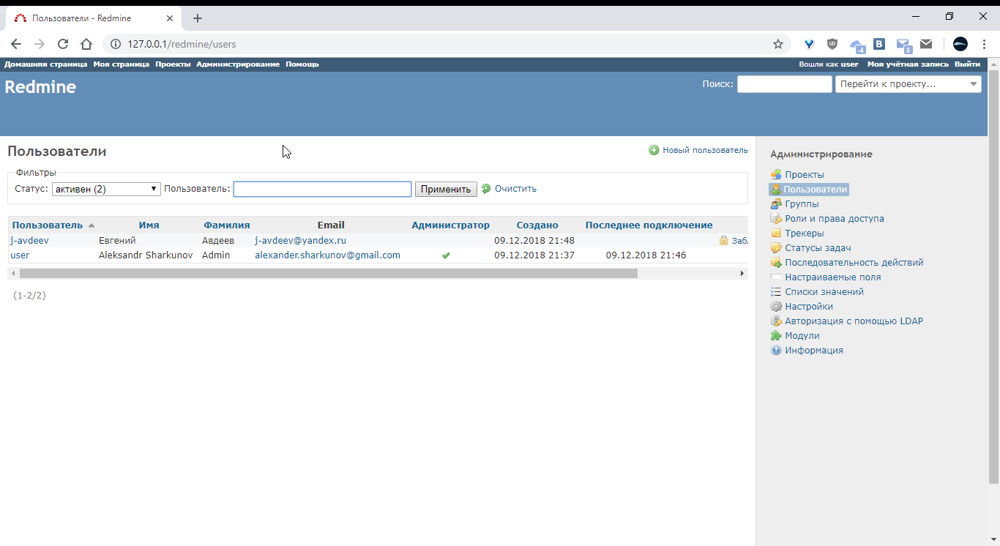 Пользователи - Redmine
127.0.0.1/redmine/users
-4
8
Домашняя страница Моя страница Проекты Администрирование Помощь
Вошли как user Моя учётная запись Выйти
Redmine
Поиск: Перейти к проекту...
Пользователи
Новый пользователь
Фильтры
Статус: активен (2) Пользователь: Применить Очистить
Пользователь Имя Фамилия Email Администратор Создано Последнее подключение
j-avdeev Евгений Авдеев j-avdeev@yandex.ru 09.12.2018 21:48 Забл
user Aleksandr Sharkunov Admin alexander.sharkunov@gmail.com 09.12.2018 21:37 09.12.2018 21:46
(1-2/2)
Администрирование
Проекты
Пользователи
Группы
Роли и права доступа
Трекеры
Статусы задач
Последовательность действий
Настраиваемые поля
Списки значений
Настройки
Авторизация с помощью LDAP
Модули
Информация